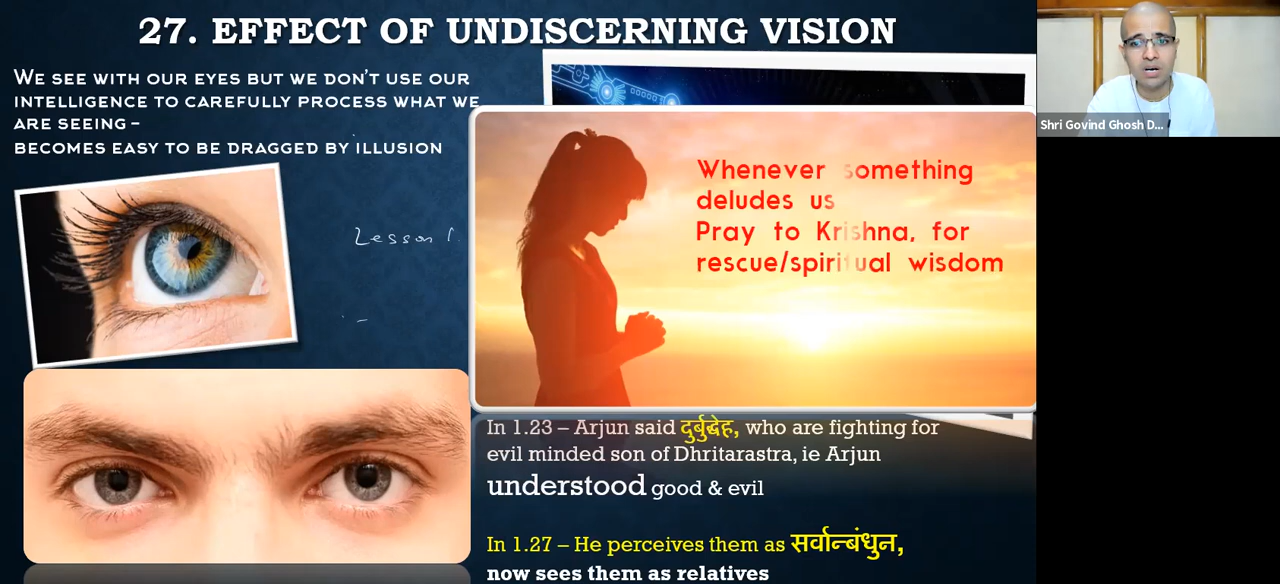 27. EFFECT OF UNDISCERNING VISION
WE SEE WITH OUR EYES BUT WE DON'T USE OUR
INTELLIGENCE TO CAREFULLY PROCESS WHAT WE
ARE SEEING –
BECOMES EASY TO BE DRAGGED BY ILLUSION
Lesson 1.
Whenever something
deludes us
Pray to Krishna, for
rescue/spiritual wisdom
In 1.23 – Arjun said दुर्बुद्धेह, who are fighting for
evil minded son of Dhritarastra, ie Arjun
understood good & evil
In 1.27 – He perceives them as सर्वान्बंधुन,
now sees them as relatives
Shri Govind Ghosh D...